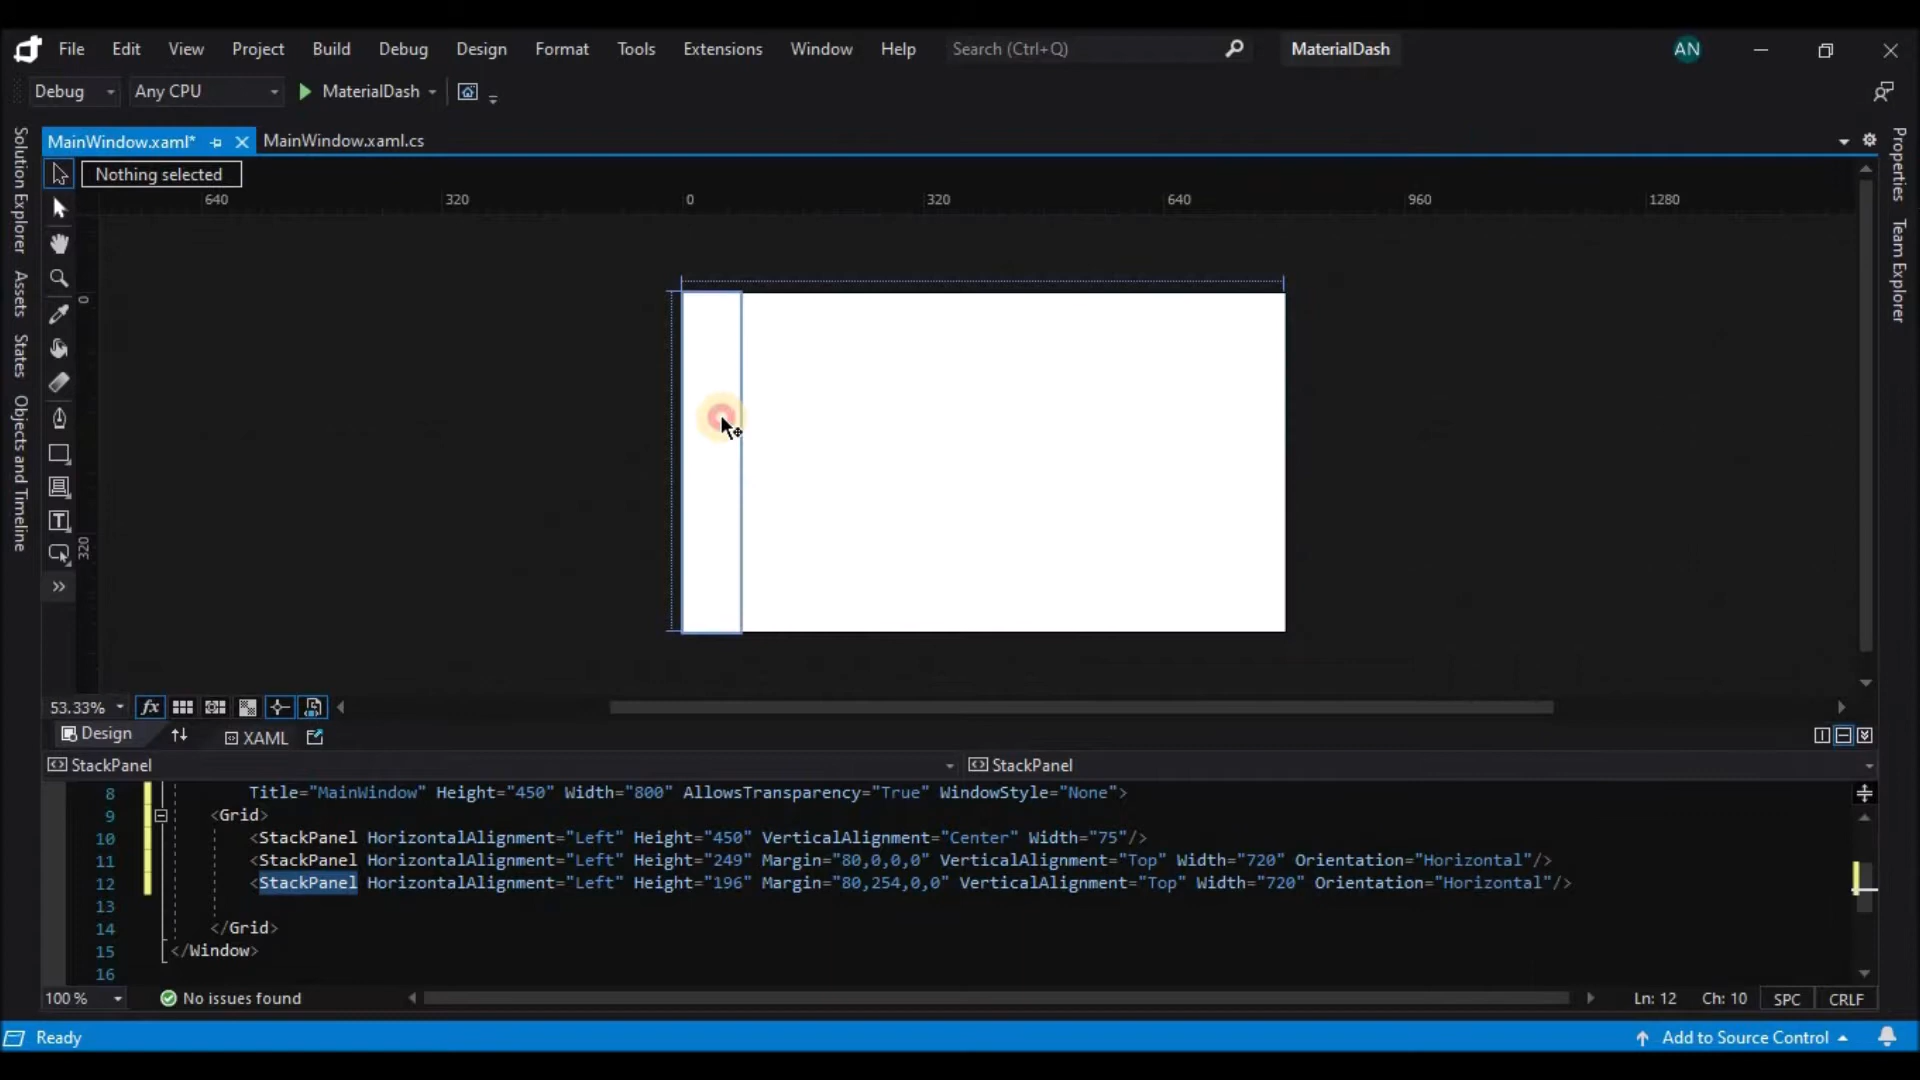 File Edit View Project Build Debug Design Format Tools Extensions Window Help Search (Ctrl+Q) MaterialDash AN
Debug Any CPU MaterialDash
MainWindow.xaml* MainWindow.xaml.cs
Nothing selected
640 320 0 320 640 960 1280
0
320
Solution Explorer
Assets
States
Objects and Timeline
Properties
Team Explorer
53.33% fx
Design XAML
StackPanel StackPanel
8 Title="MainWindow" Height="450" Width="800" AllowsTransparency="True" WindowStyle="None">
9 <Grid>
10 <StackPanel HorizontalAlignment="Left" Height="450" VerticalAlignment="Center" Width="75"/>
11 <StackPanel HorizontalAlignment="Left" Height="249" Margin="80,0,0,0" VerticalAlignment="Top" Width="720" Orientation="Horizontal"/>
12 <StackPanel HorizontalAlignment="Left" Height="196" Margin="80,254,0,0" VerticalAlignment="Top" Width="720" Orientation="Horizontal"/>
13
14 </Grid>
15 </Window>
16
100 % No issues found Ln: 12 Ch: 10 SPC CRLF
Ready Add to Source Control